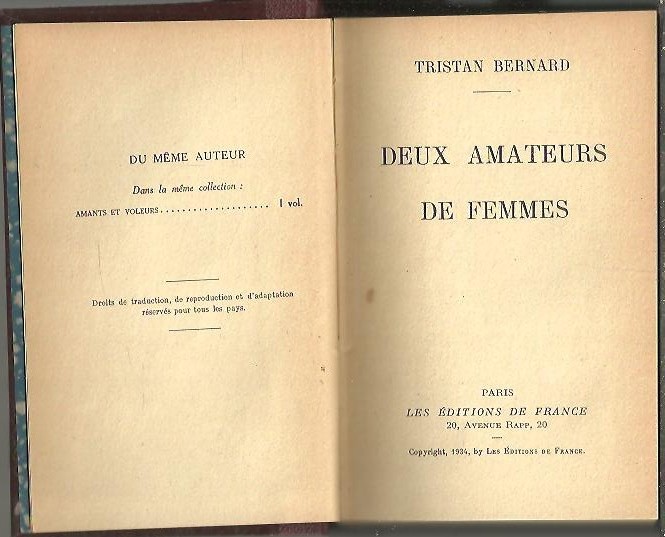 DU MÊME AUTEUR
Dans la même collection :
AMANTS ET VOLEURS.................... 1 vol.
Droits de traduction, de reproduction et d'adaptation
réservés pour tous les pays.
TRISTAN BERNARD
DEUX AMATEURS
DE FEMMES
PARIS
LES ÉDITIONS DE FRANCE
20, AVENUE RAPP, 20
Copyright, 1934, by LES ÉDITIONS DE FRANCE.